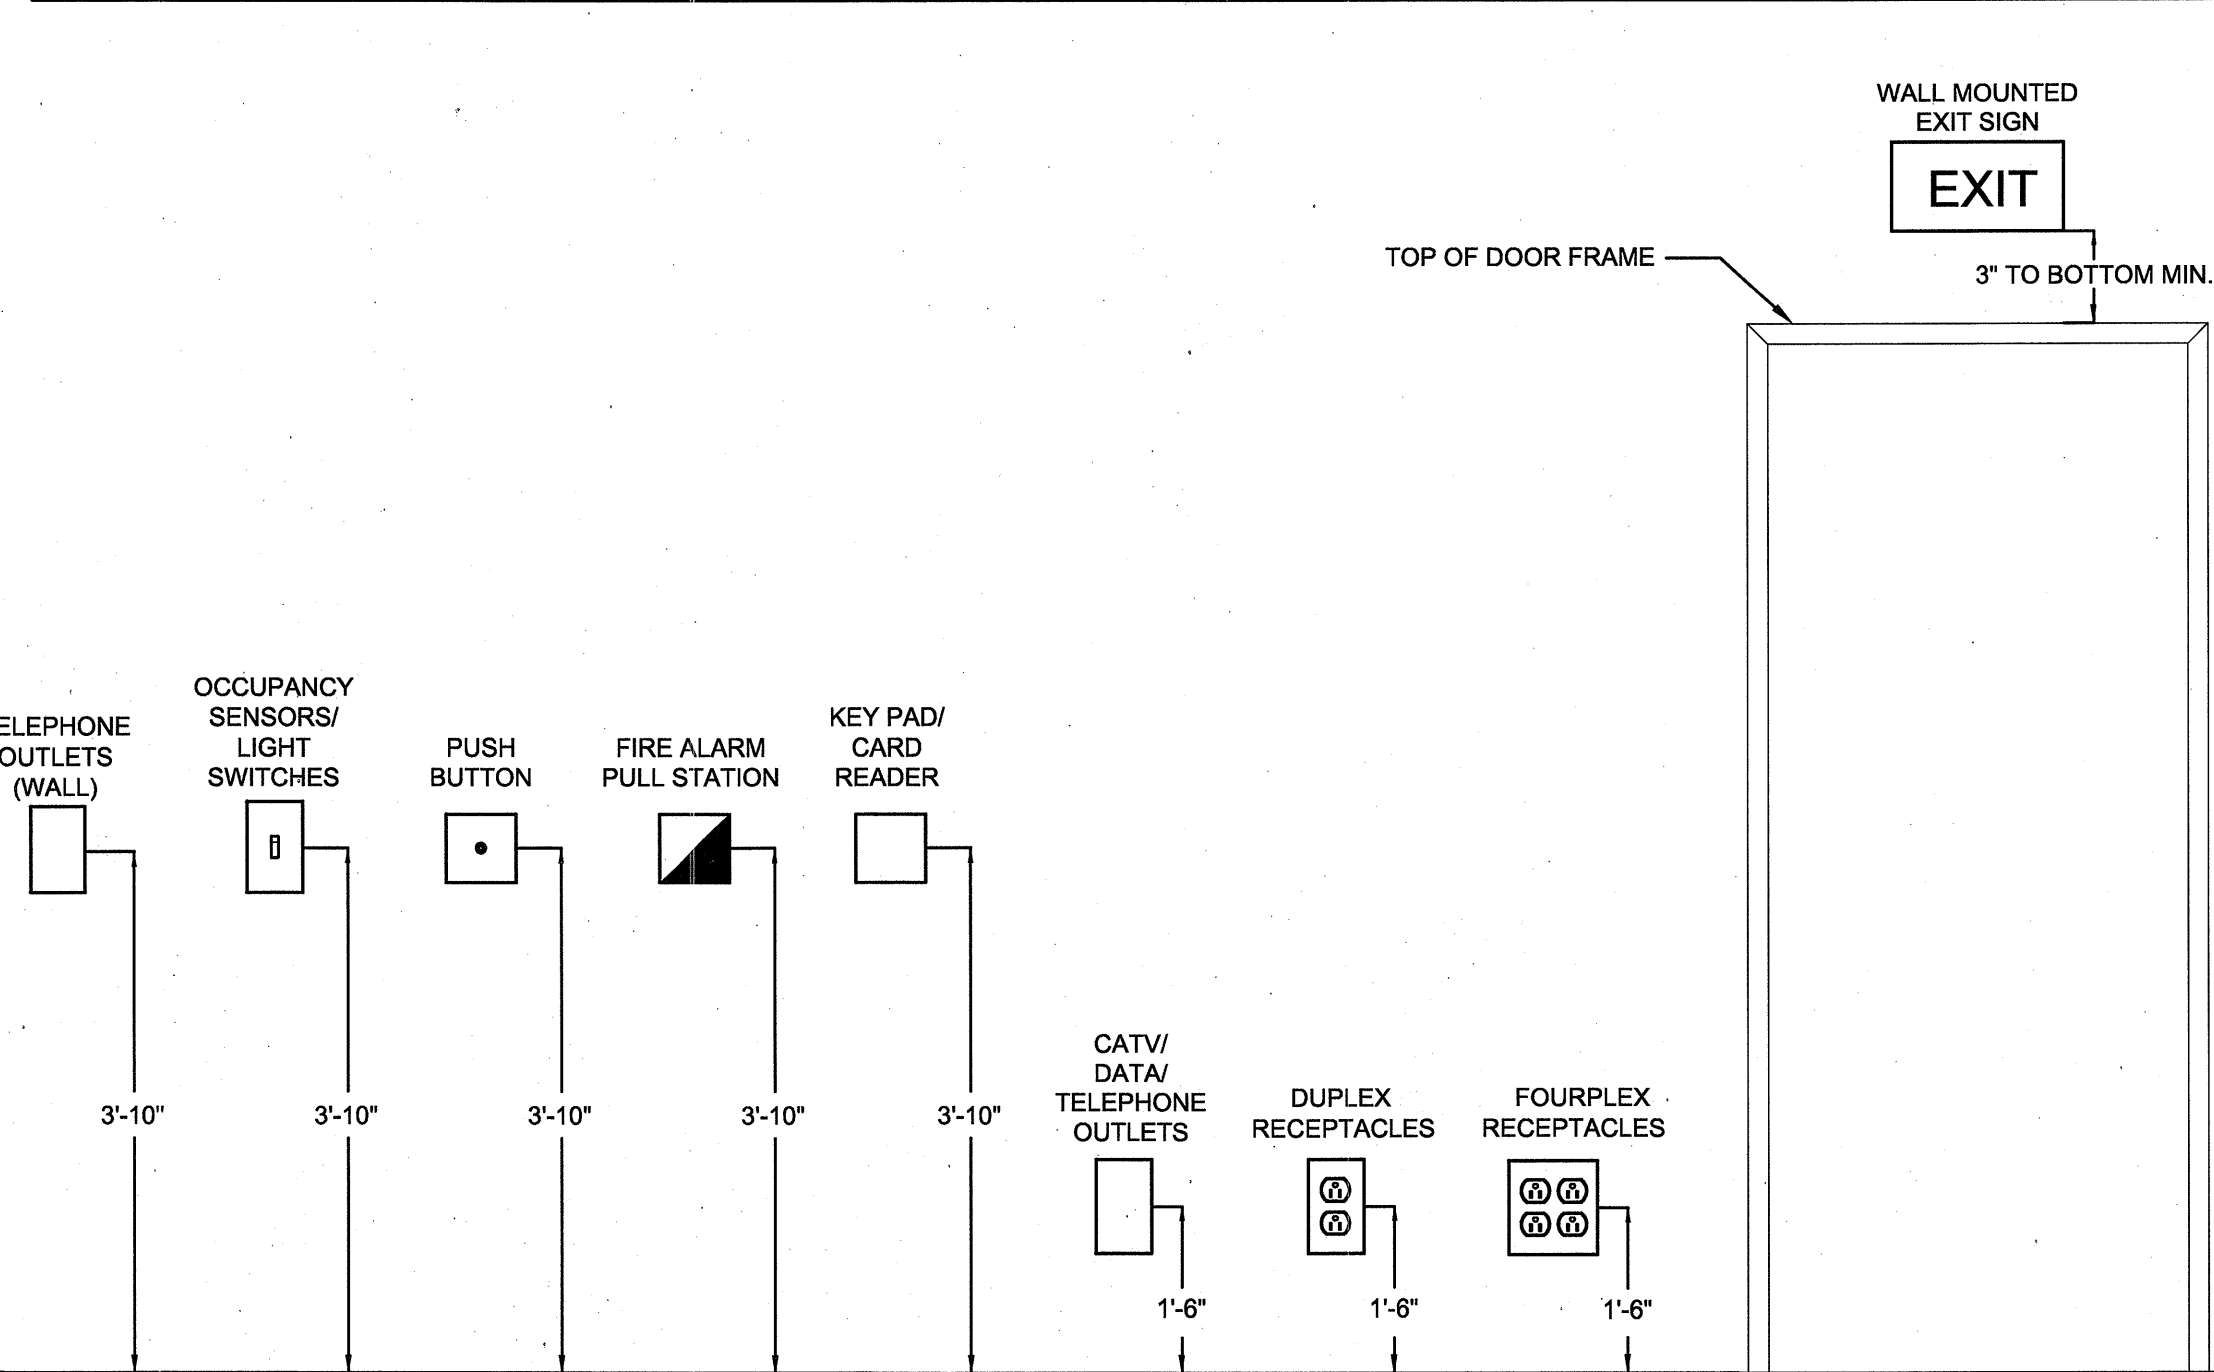 WALL MOUNTED
EXIT SIGN
EXIT
TOP OF DOOR FRAME
3" TO BOTTOM MIN.
ELEPHONE
OUTLETS
(WALL)
OCCUPANCY
SENSORS/
LIGHT
SWITCHES
PUSH
BUTTON
FIRE ALARM
PULL STATION
KEY PAD/
CARD
READER
3'-10"
3'-10"
3'-10"
3'-10"
3'-10"
CATV/
DATA/
TELEPHONE
OUTLETS
DUPLEX
RECEPTACLES
FOURPLEX
RECEPTACLES
1'-6"
1'-6"
1'-6"